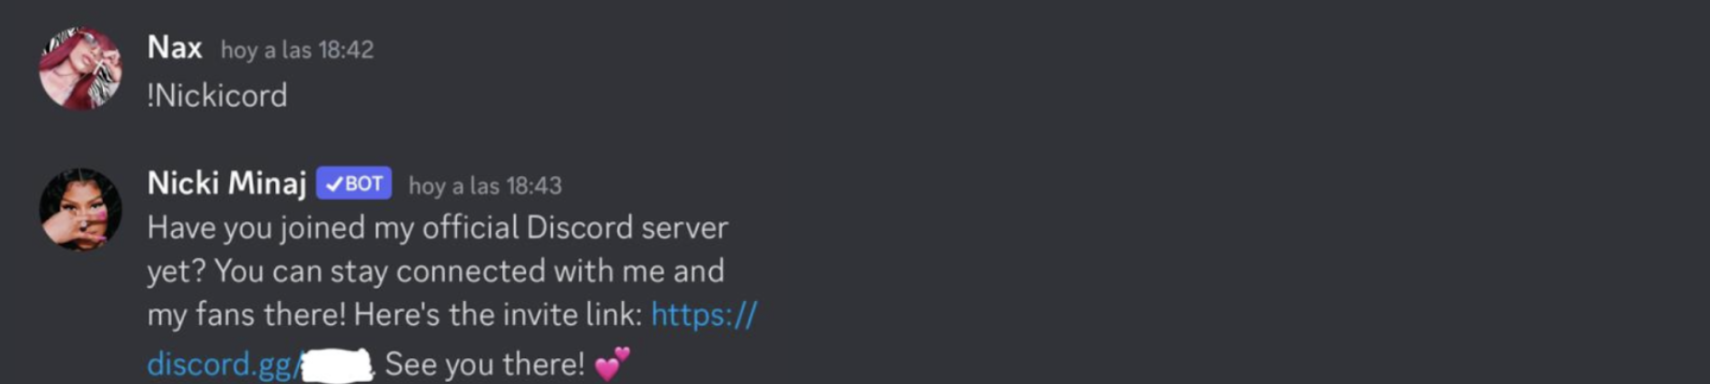 Nax hoy a las 18:42
!Nickicord
Nicki Minaj ✓BOT hoy a las 18:43
Have you joined my official Discord server
yet? You can stay connected with me and
my fans there! Here's the invite link: https://
discord.gg/ See you there! 💕